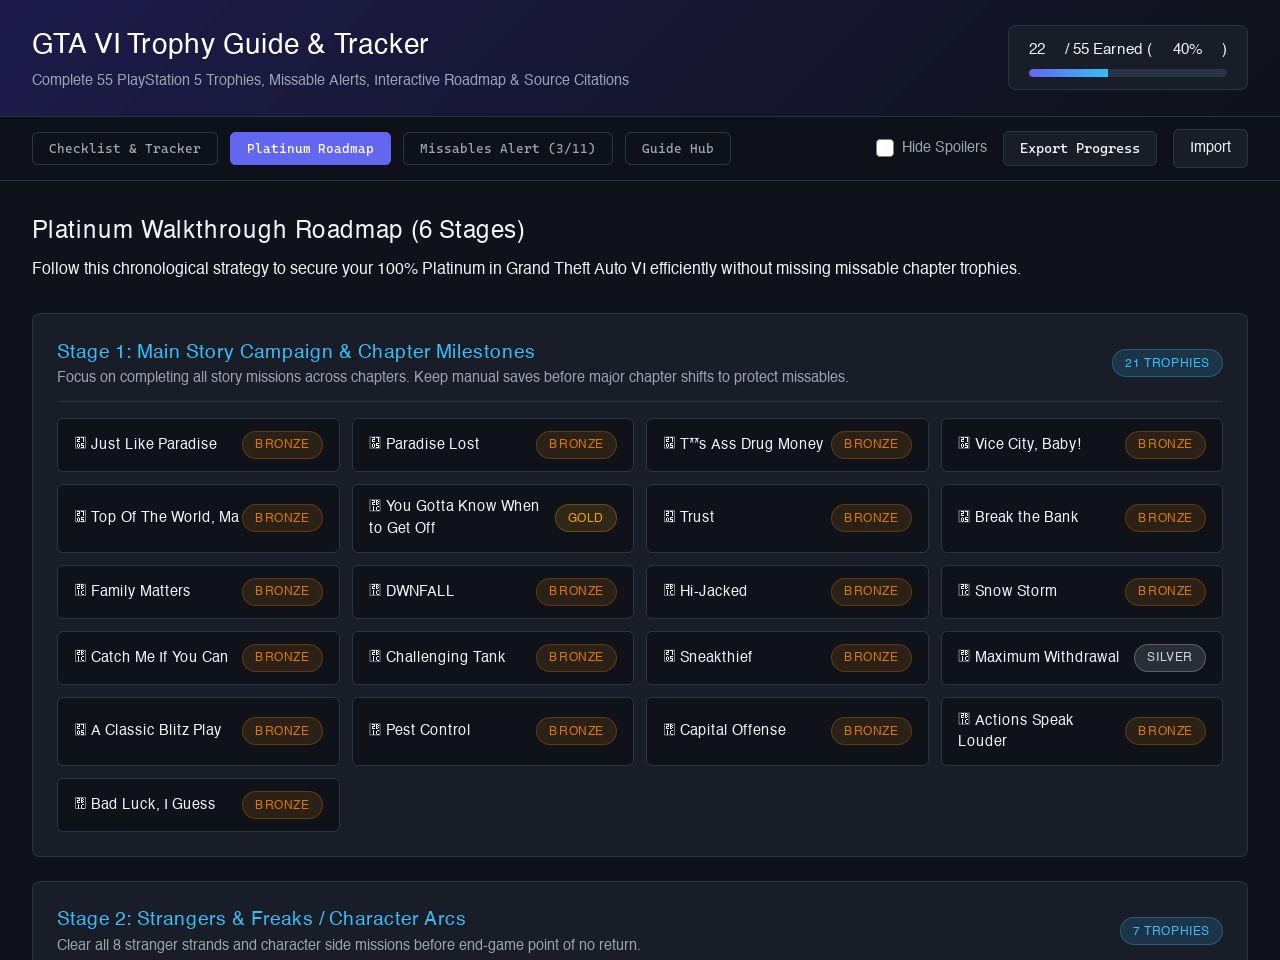 GTA VI Trophy Guide & Tracker
Complete 55 PlayStation 5 Trophies, Missable Alerts, Interactive Roadmap & Source Citations
22 / 55 Earned ( 40% )
Checklist & Tracker
Platinum Roadmap
Missables Alert (3/11)
Guide Hub
Hide Spoilers
Export Progress
Import
Platinum Walkthrough Roadmap (6 Stages)
Follow this chronological strategy to secure your 100% Platinum in Grand Theft Auto VI efficiently without missing missable chapter trophies.
Stage 1: Main Story Campaign & Chapter Milestones
Focus on completing all story missions across chapters. Keep manual saves before major chapter shifts to protect missables.
21 TROPHIES
Just Like Paradise BRONZE
Paradise Lost BRONZE
T**s Ass Drug Money BRONZE
Vice City, Baby! BRONZE
Top Of The World, Ma BRONZE
You Gotta Know When
to Get Off
GOLD
Trust BRONZE
Break the Bank BRONZE
Family Matters BRONZE
DWNFALL BRONZE
Hi-Jacked BRONZE
Snow Storm BRONZE
Catch Me If You Can BRONZE
Challenging Tank BRONZE
Sneakthief BRONZE
Maximum Withdrawal SILVER
A Classic Blitz Play BRONZE
Pest Control BRONZE
Capital Offense BRONZE
Actions Speak
Louder
BRONZE
Bad Luck, I Guess BRONZE
Stage 2: Strangers & Freaks / Character Arcs
Clear all 8 stranger strands and character side missions before end-game point of no return.
7 TROPHIES